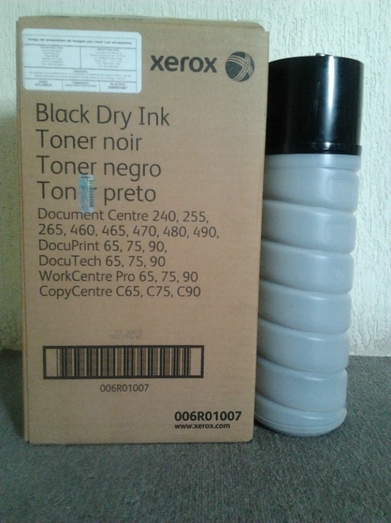 xerox
Black Dry Ink
Toner noir
Toner negro
Ton preto
Document Centre 240, 255,
265, 460, 465, 470, 480, 490,
DocuPrint 65, 75, 90,
DocuTech 65, 75, 90
WorkCentre Pro 65, 75, 90
CopyCentre C65, C75, C90
006R01007
006R01007
www.xerox.com